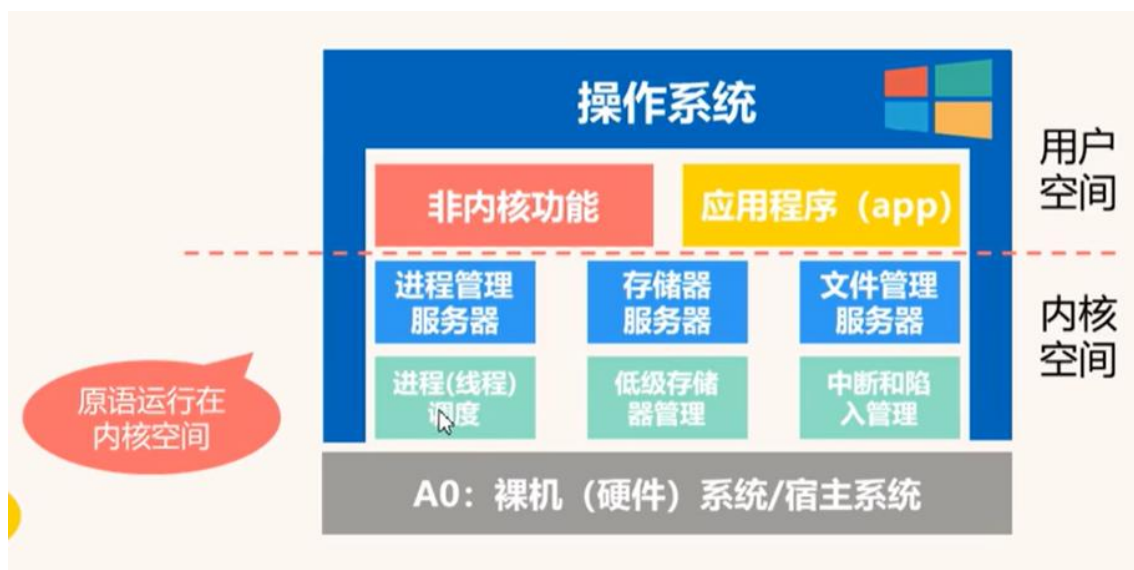 操作系统
用户
空间
非内核功能
应用程序（app）
进程管理
服务器
存储器
服务器
文件管理
服务器
内核
空间
进程(线程)
调度
低级存储
器管理
中断和陷
入管理
原语运行在
内核空间
A0：裸机（硬件）系统/宿主系统